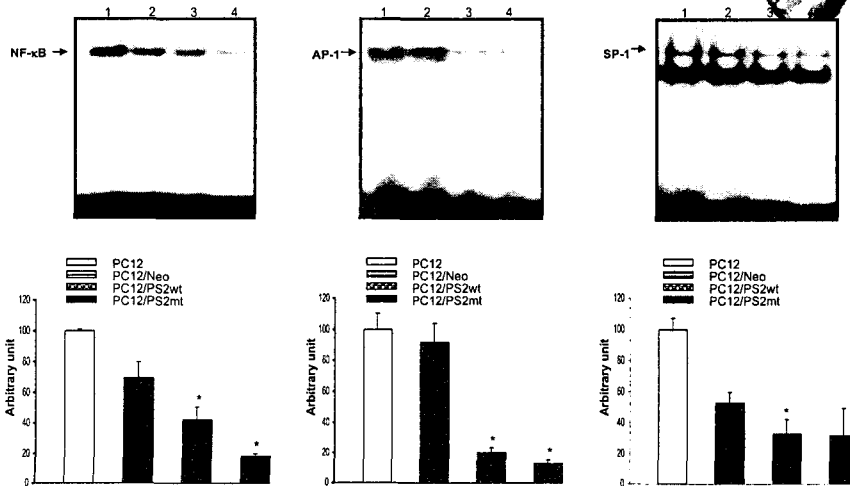 1 2 3 4
NF-κB
1 2 3 4
AP-1
1 2 3 4
SP-1
PC12
PC12/Neo
PC12/PS2wt
PC12/PS2mt
Arbitrary unit
120
100
80
60
40
20
0
*
*
PC12
PC12/Neo
PC12/PS2wt
PC12/PS2mt
Arbitrary unit
120
100
80
60
40
20
0
*
*
PC12
PC12/Neo
PC12/PS2wt
PC12/PS2mt
Arbitrary unit
120
100
80
60
40
20
0
*